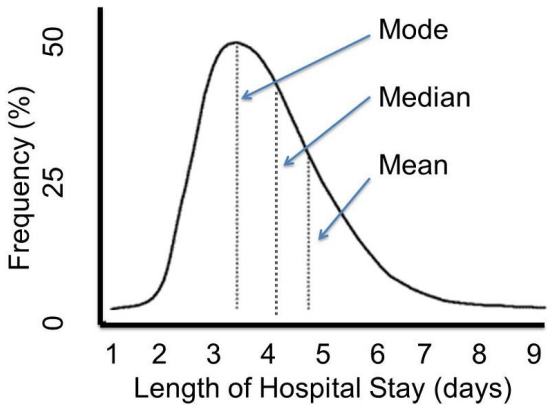 Mode
Median
Mean
Frequency (%)
50
25
0
1 2 3 4 5 6 7 8 9
Length of Hospital Stay (days)